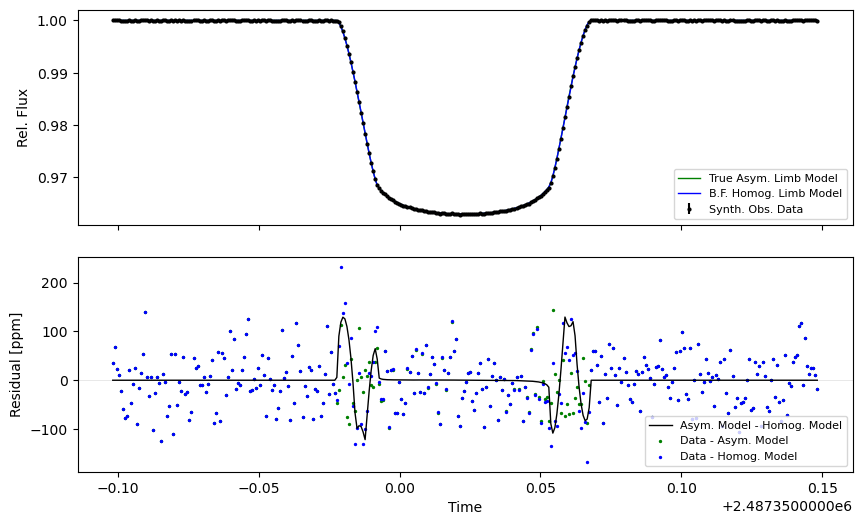 1.00
0.99
0.98
0.97
Rel. Flux
True Asym. Limb Model
B.F. Homog. Limb Model
Synth. Obs. Data
200
100
0
−100
Residual [ppm]
Asym. Model - Homog. Model
Data - Asym. Model
Data - Homog. Model
−0.10 −0.05 0.00 0.05 0.10 0.15
Time
+2.4873500000e6